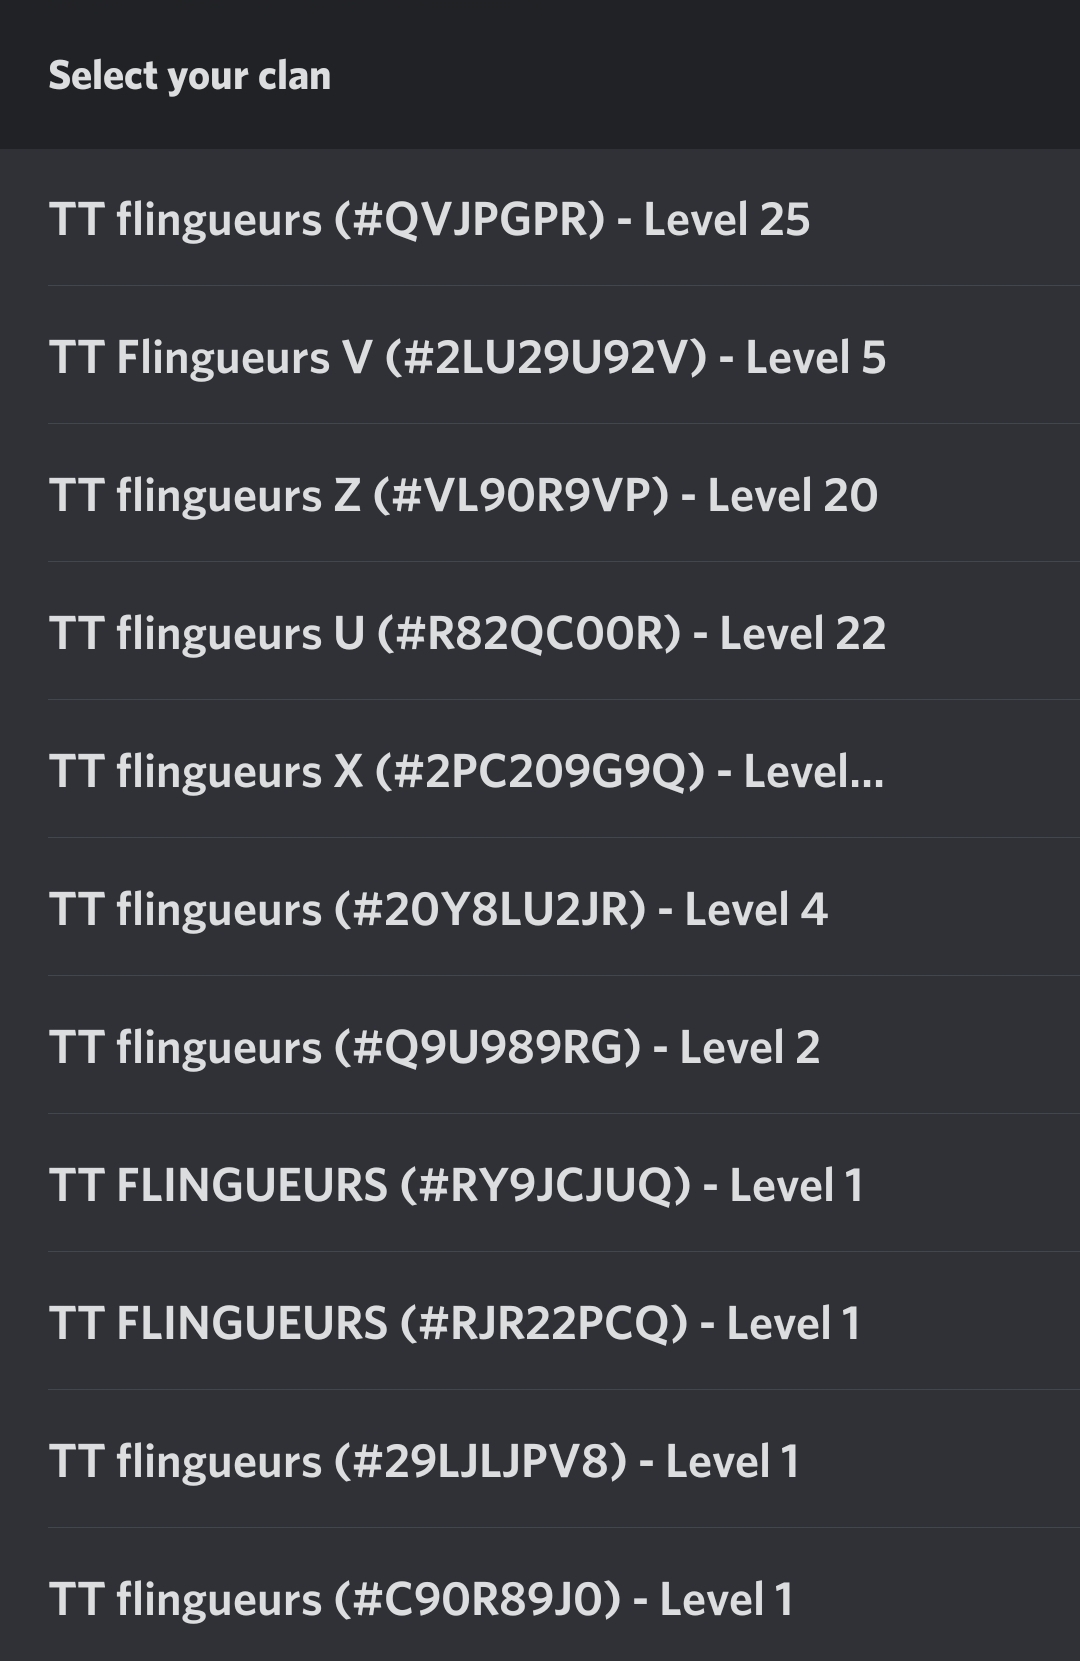 Select your clan
TT flingueurs (#QVJPGPR) - Level 25
TT Flingueurs V (#2LU29U92V) - Level 5
TT flingueurs Z (#VL90R9VP) - Level 20
TT flingueurs U (#R82QC00R) - Level 22
TT flingueurs X (#2PC209G9Q) - Level...
TT flingueurs (#20Y8LU2JR) - Level 4
TT flingueurs (#Q9U989RG) - Level 2
TT FLINGUEURS (#RY9JCJUQ) - Level 1
TT FLINGUEURS (#RJR22PCQ) - Level 1
TT flingueurs (#29LJLJPV8) - Level 1
TT flingueurs (#C90R89J0) - Level 1